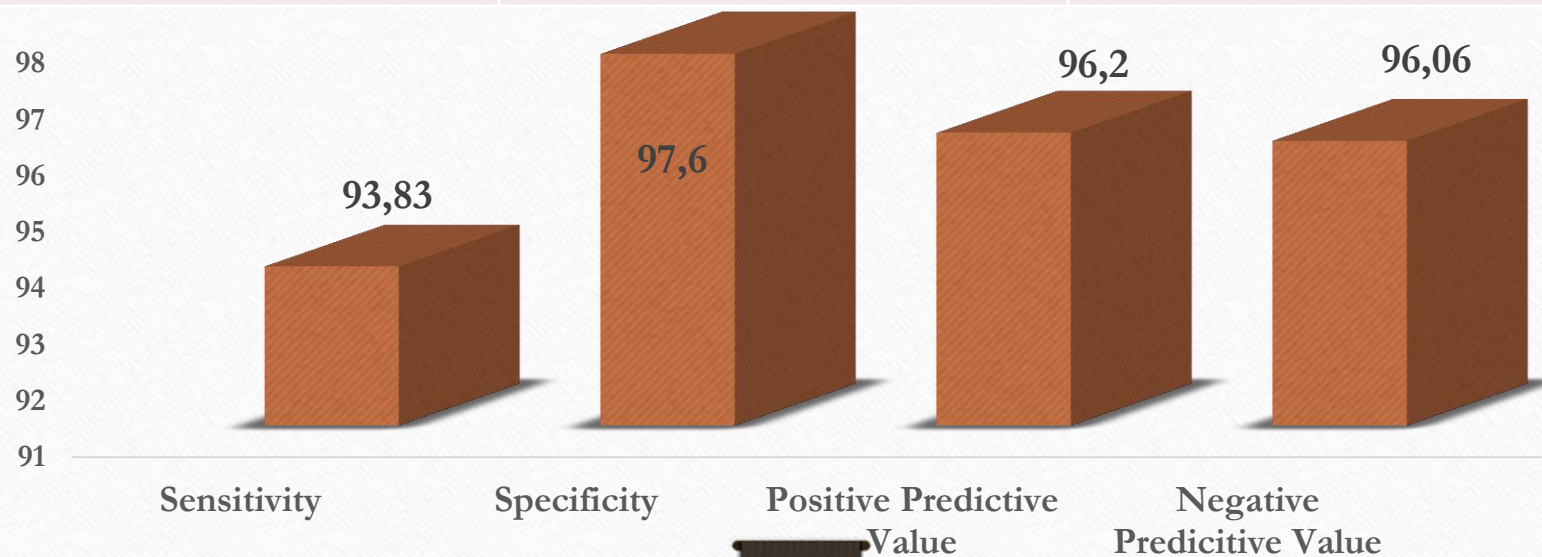 98
97
96
95
94
93
92
91
93,83
97,6
96,2
96,06
Sensitivity
Specificity
Positive Predictive
Value
Negative
Predicitive Value